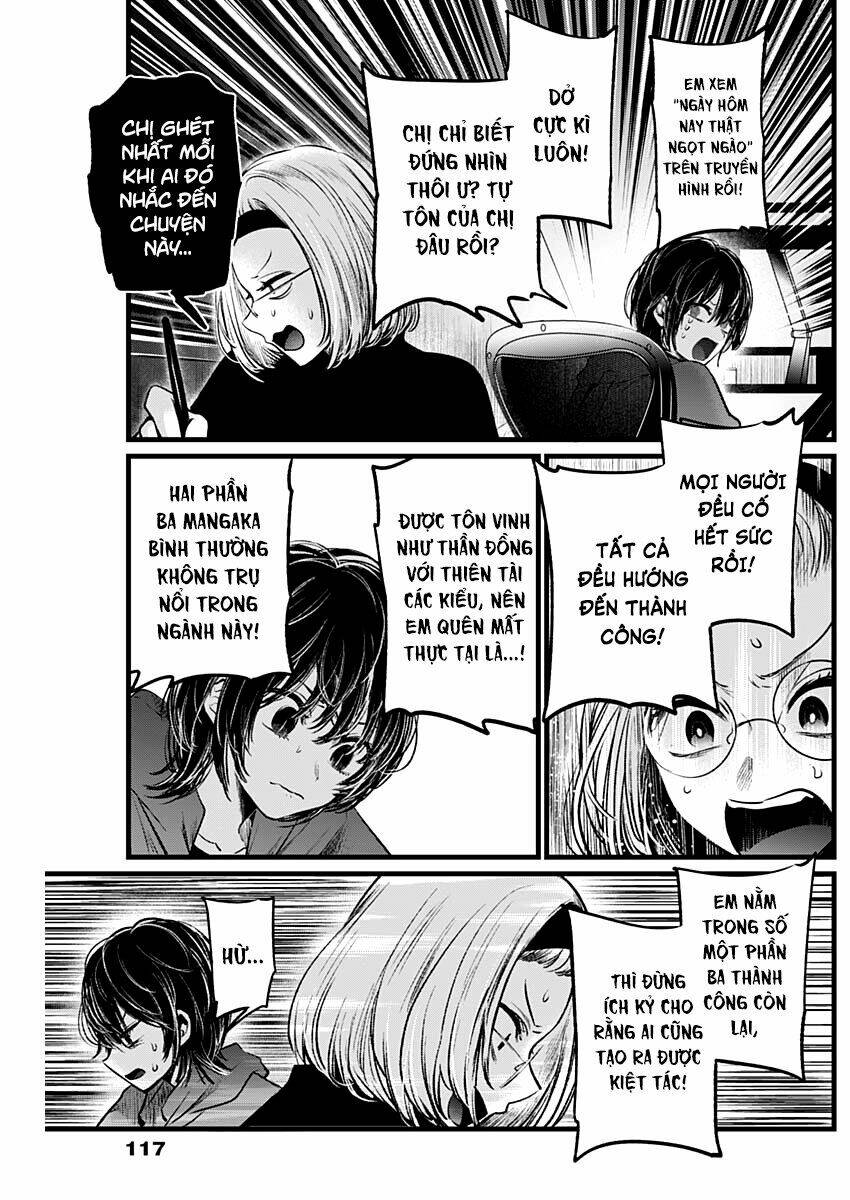 EM XEM
"NGÀY HÔM
NAY THẬT
NGỌT NGÀO"
TRÊN TRUYỀN
HÌNH RỒI!
DỞ
CỰC KÌ
LUÔN!
CHỊ CHỈ BIẾT
ĐỨNG NHÌN
THÔI Ư? TỰ
TÔN CỦA CHỊ
ĐÂU RỒI?
CHỊ GHÉT
NHẤT MỖI
KHI AI ĐÓ
NHẮC ĐẾN
CHUYỆN
NÀY...
MỌI NGƯỜI
ĐỀU CỐ
HẾT SỨC
RỒI!
TẤT CẢ
ĐỀU HƯỚNG
ĐẾN THÀNH
CÔNG!
ĐƯỢC TÔN VINH
NHƯ THẦN ĐỒNG
VỚI THIÊN TÀI
CÁC KIỂU, NÊN
EM QUÊN MẤT
THỰC TẠI LÀ...!
HAI PHẦN
BA MANGAKA
BÌNH THƯỜNG
KHÔNG TRỤ
NỔI TRONG
NGÀNH NÀY!
EM NẰM
TRONG SỐ
MỘT PHẦN
BA THÀNH
CÔNG CÒN
LẠI,
THÌ ĐỪNG
ÍCH KỶ CHO
RẰNG AI CŨNG
TẠO RA ĐƯỢC
KIỆT TÁC!
HỪ...
117